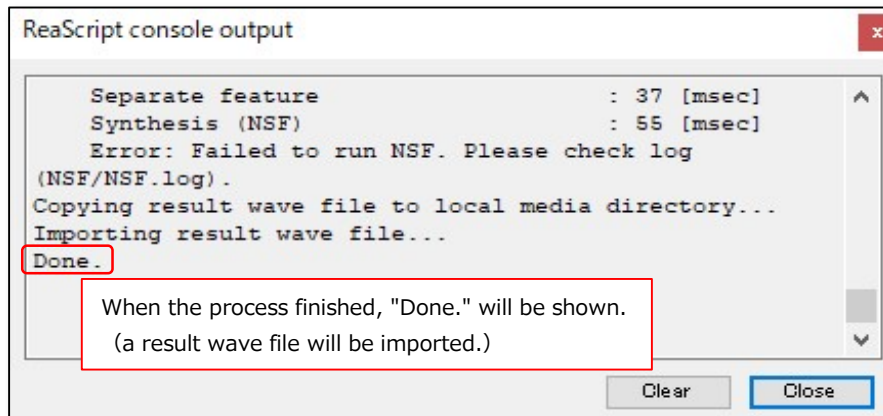 ReaScript console output
x
Separate feature : 37 [msec]
Synthesis (NSF) : 55 [msec]
Error: Failed to run NSF. Please check log
(NSF/NSF.log).
Copying result wave file to local media directory...
Importing result wave file...
Done.
When the process finished, "Done." will be shown.
（a result wave file will be imported.）
Clear
Close